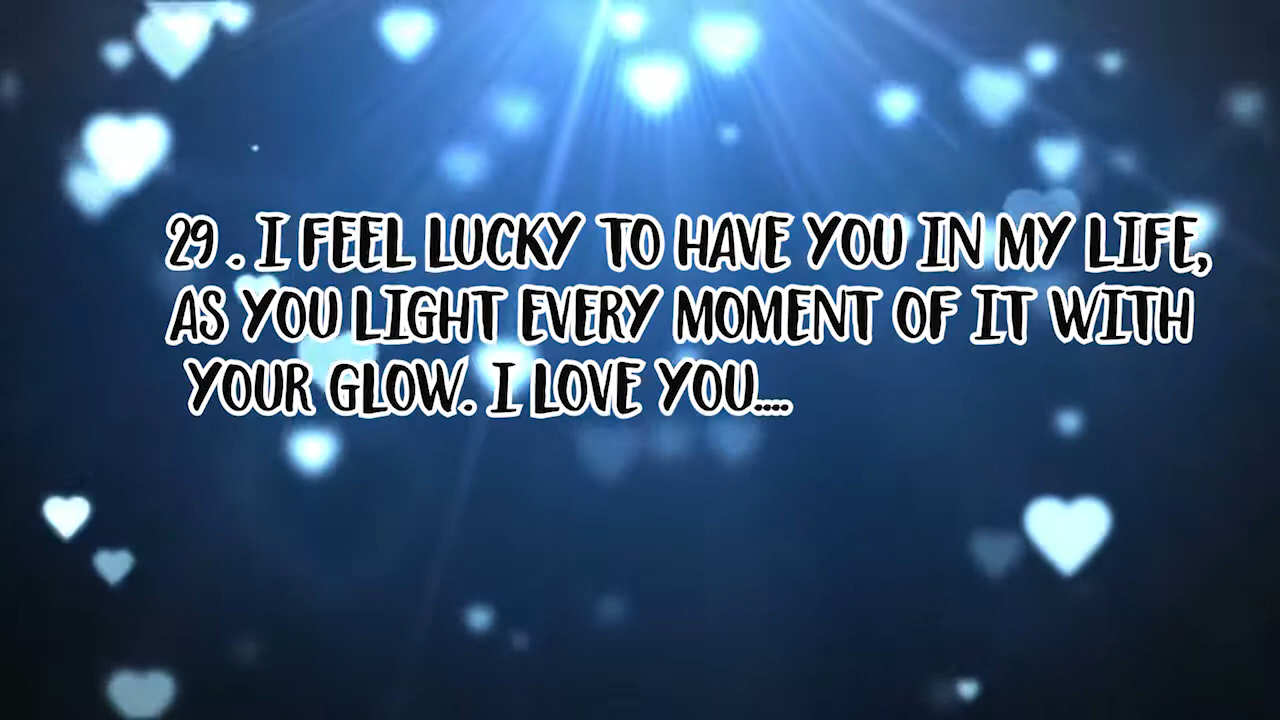 29 . I FEEL LUCKY TO HAVE YOU IN MY LIFE,
AS YOU LIGHT EVERY MOMENT OF IT WITH
YOUR GLOW. I LOVE YOU....